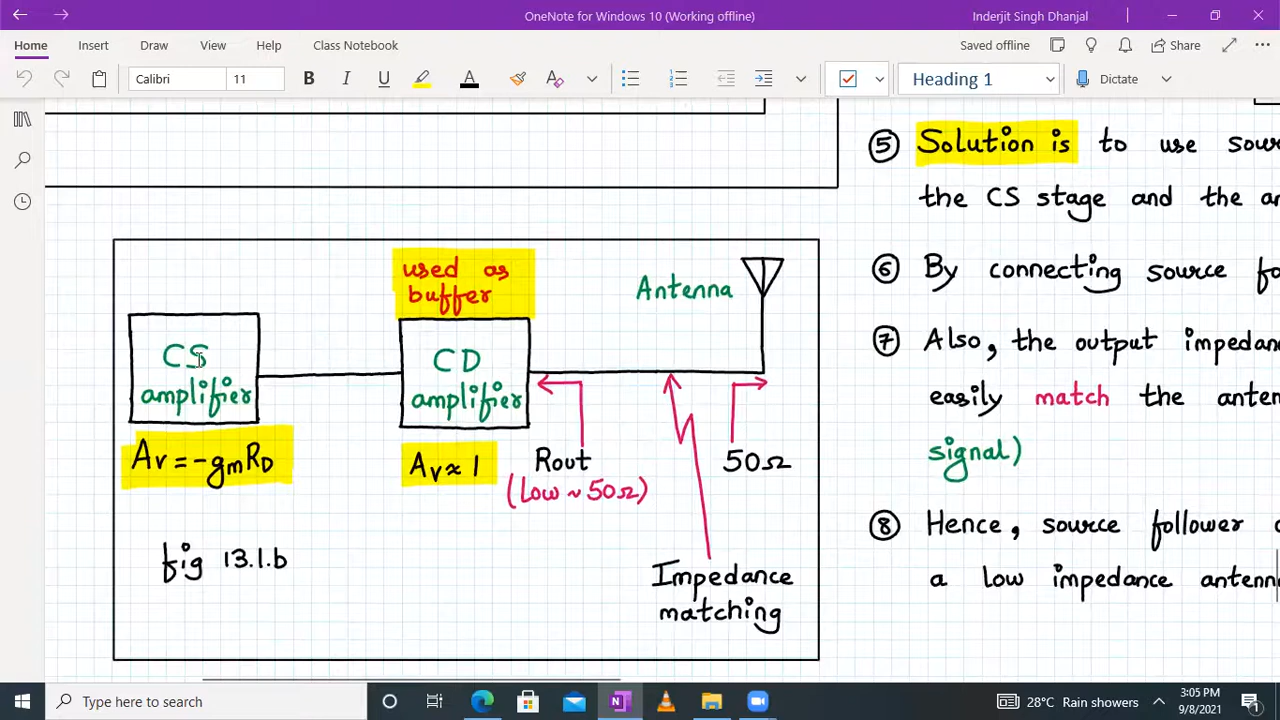 OneNote for Windows 10 (Working offline)
Inderjit Singh Dhanjal
Home Insert Draw View Help Class Notebook
Saved offline
Share
Calibri 11 B I U A Heading 1 Dictate
⑤ Solution is to use sour
the CS stage and the an
used as
buffer
Antenna
⑥ By connecting source fo
CS
amplifier
CD
amplifier
⑦ Also, the output impeda
easily match the anten
Av = -gmRD
Av ≈ 1
Rout
(low ~ 50Ω)
50Ω
signal)
⑧ Hence, source follower
a low impedance antenn
fig 13.1.b
Impedance
matching
Type here to search
28°C Rain showers
3:05 PM
9/8/2021
1